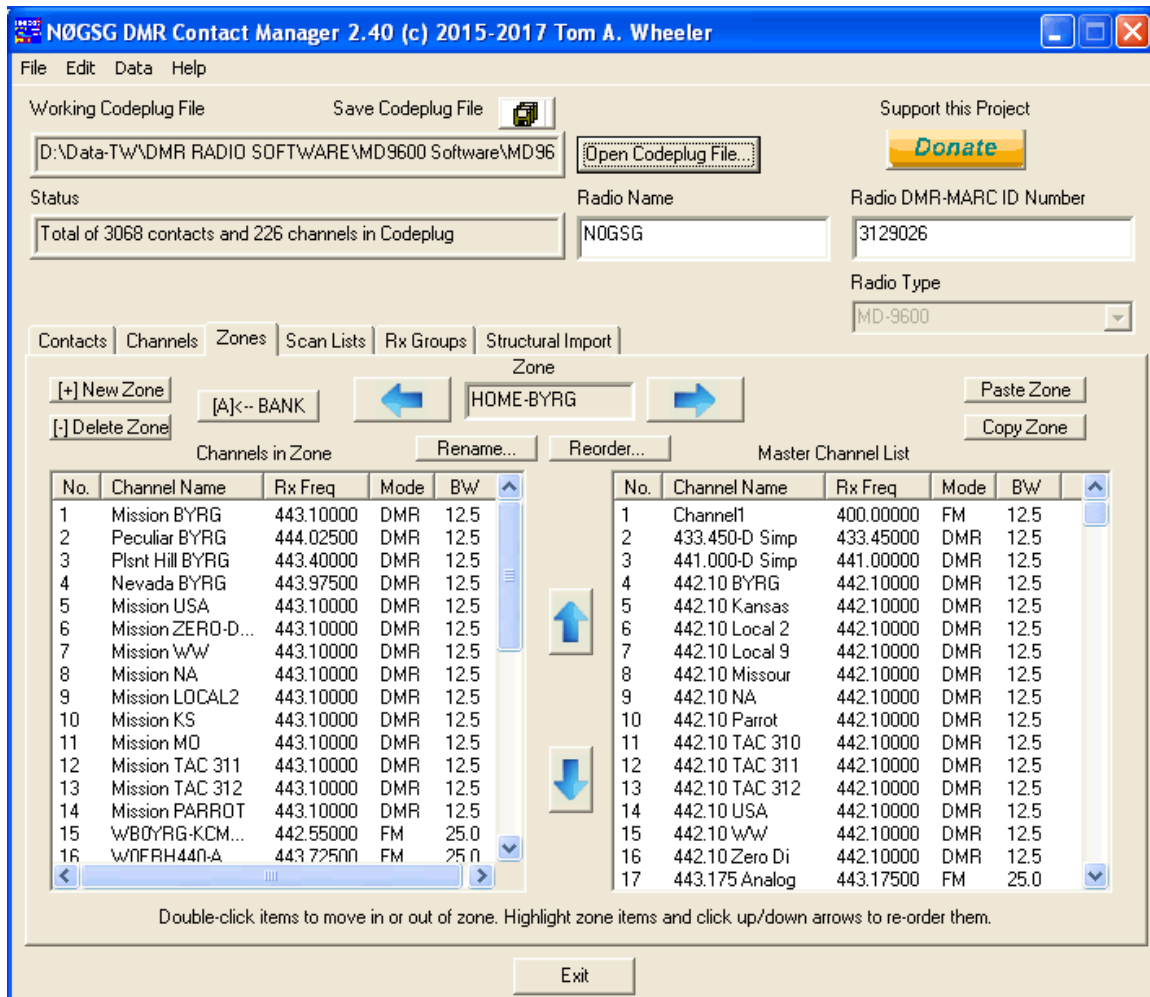 NØGSG DMR Contact Manager 2.40 (c) 2015-2017 Tom A. Wheeler
File Edit Data Help
Working Codeplug File Save Codeplug File Support this Project
D:\Data-TW\DMR RADIO SOFTWARE\MD9600 Software\MD96 Open Codeplug File... Donate
Status Radio Name Radio DMR-MARC ID Number
Total of 3068 contacts and 226 channels in Codeplug N0GSG 3129026
Radio Type
MD-9600
Contacts Channels Zones Scan Lists Rx Groups Structural Import
Zone
[+] New Zone [A]<-- BANK HOME-BYRG Paste Zone
[-] Delete Zone Copy Zone
Channels in Zone Rename... Reorder... Master Channel List
No. Channel Name Rx Freq Mode BW No. Channel Name Rx Freq Mode BW
1 Mission BYRG 443.10000 DMR 12.5 1 Channel1 400.00000 FM 12.5
2 Peculiar BYRG 444.02500 DMR 12.5 2 433.450-D Simp 433.45000 DMR 12.5
3 Plsnt Hill BYRG 443.40000 DMR 12.5 3 441.000-D Simp 441.00000 DMR 12.5
4 Nevada BYRG 443.97500 DMR 12.5 4 442.10 BYRG 442.10000 DMR 12.5
5 Mission USA 443.10000 DMR 12.5 5 442.10 Kansas 442.10000 DMR 12.5
6 Mission ZERO-D... 443.10000 DMR 12.5 6 442.10 Local 2 442.10000 DMR 12.5
7 Mission WW 443.10000 DMR 12.5 7 442.10 Local 9 442.10000 DMR 12.5
8 Mission NA 443.10000 DMR 12.5 8 442.10 Missour 442.10000 DMR 12.5
9 Mission LOCAL2 443.10000 DMR 12.5 9 442.10 NA 442.10000 DMR 12.5
10 Mission KS 443.10000 DMR 12.5 10 442.10 Parrot 442.10000 DMR 12.5
11 Mission MO 443.10000 DMR 12.5 11 442.10 TAC 310 442.10000 DMR 12.5
12 Mission TAC 311 443.10000 DMR 12.5 12 442.10 TAC 311 442.10000 DMR 12.5
13 Mission TAC 312 443.10000 DMR 12.5 13 442.10 TAC 312 442.10000 DMR 12.5
14 Mission PARROT 443.10000 DMR 12.5 14 442.10 USA 442.10000 DMR 12.5
15 WB0YRG-KCM... 442.55000 FM 25.0 15 442.10 WW 442.10000 DMR 12.5
16 W0ERH440-A 443.72500 FM 25.0 16 442.10 Zero Di 442.10000 DMR 12.5
17 443.175 Analog 443.17500 FM 25.0
Double-click items to move in or out of zone. Highlight zone items and click up/down arrows to re-order them.
Exit